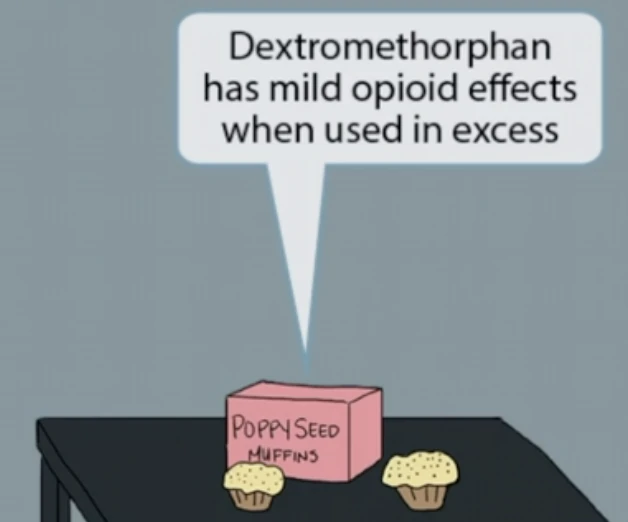 Dextromethorphan
has mild opioid effects
when used in excess
POPPY SEED
MUFFINS